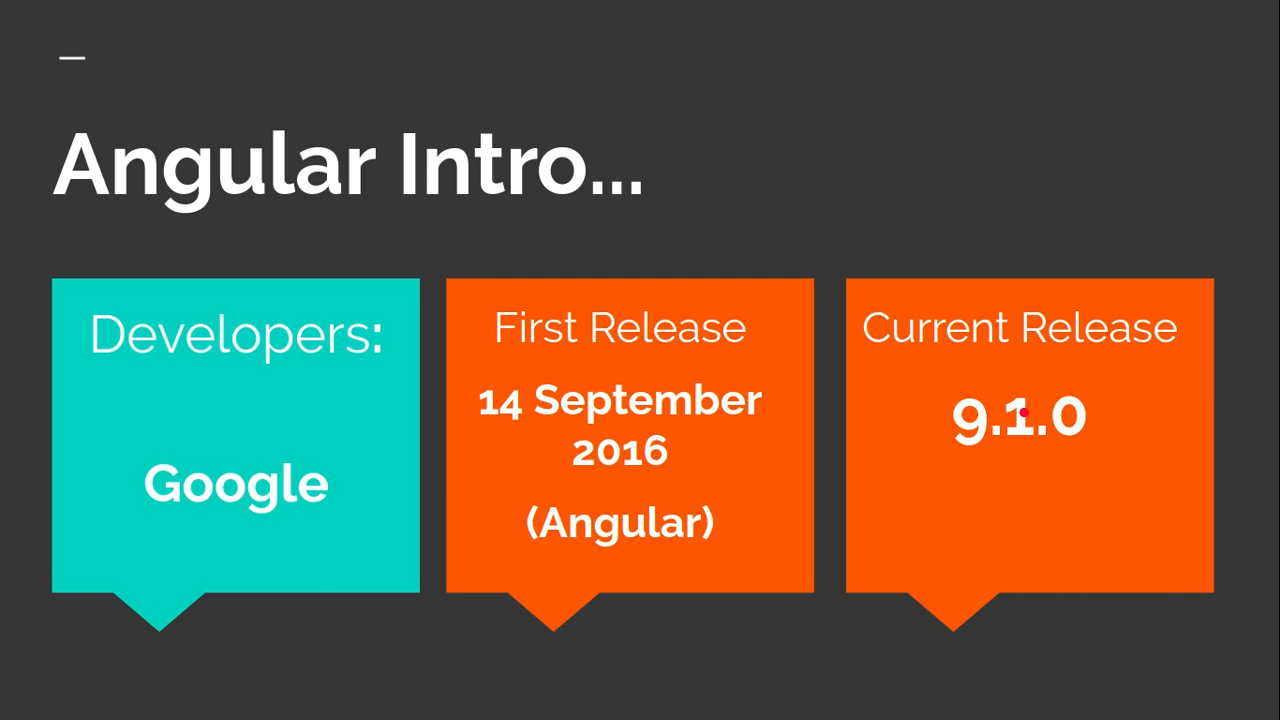 Angular Intro...
Developers:
Google
First Release
14 September
2016
(Angular)
Current Release
9.1.0